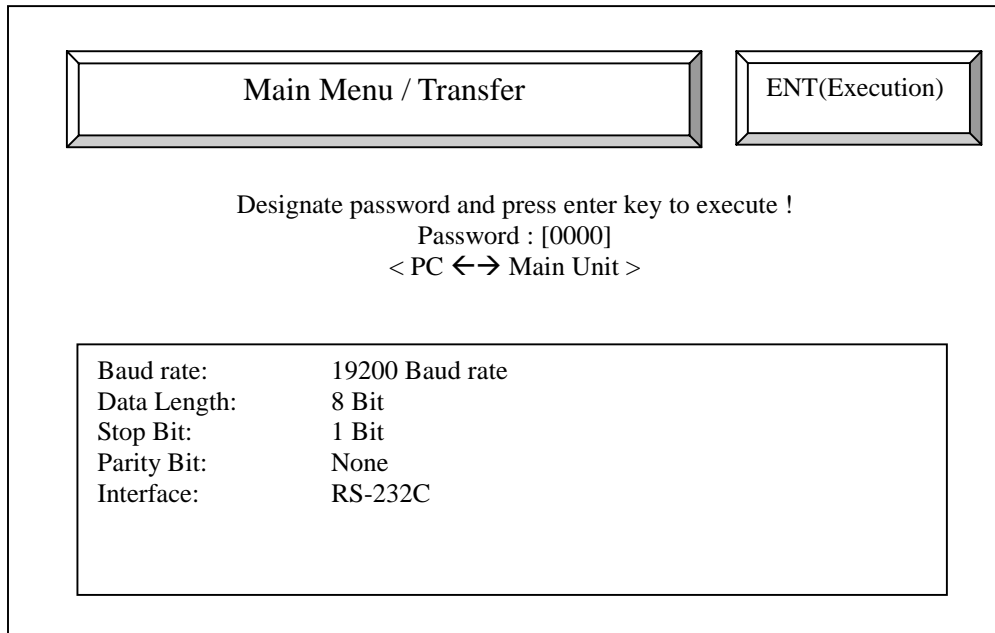 Main Menu / Transfer
ENT(Execution)
Designate password and press enter key to execute !
Password : [0000]
< PC ←→ Main Unit >
Baud rate: 19200 Baud rate
Data Length: 8 Bit
Stop Bit: 1 Bit
Parity Bit: None
Interface: RS-232C